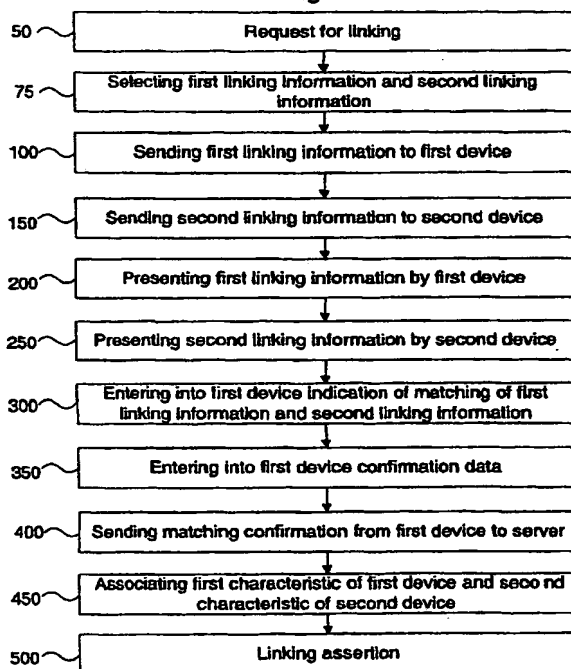 50 Request for linking
75 Selecting first linking information and second linking
information
100 Sending first linking information to first device
150 Sending second linking information to second device
200 Presenting first linking information by first device
250 Presenting second linking information by second device
300 Entering into first device indication of matching of first
linking information and second linking information
350 Entering into first device confirmation data
400 Sending matching confirmation from first device to server
450 Associating first characteristic of first device and second
characteristic of second device
500 Linking assertion